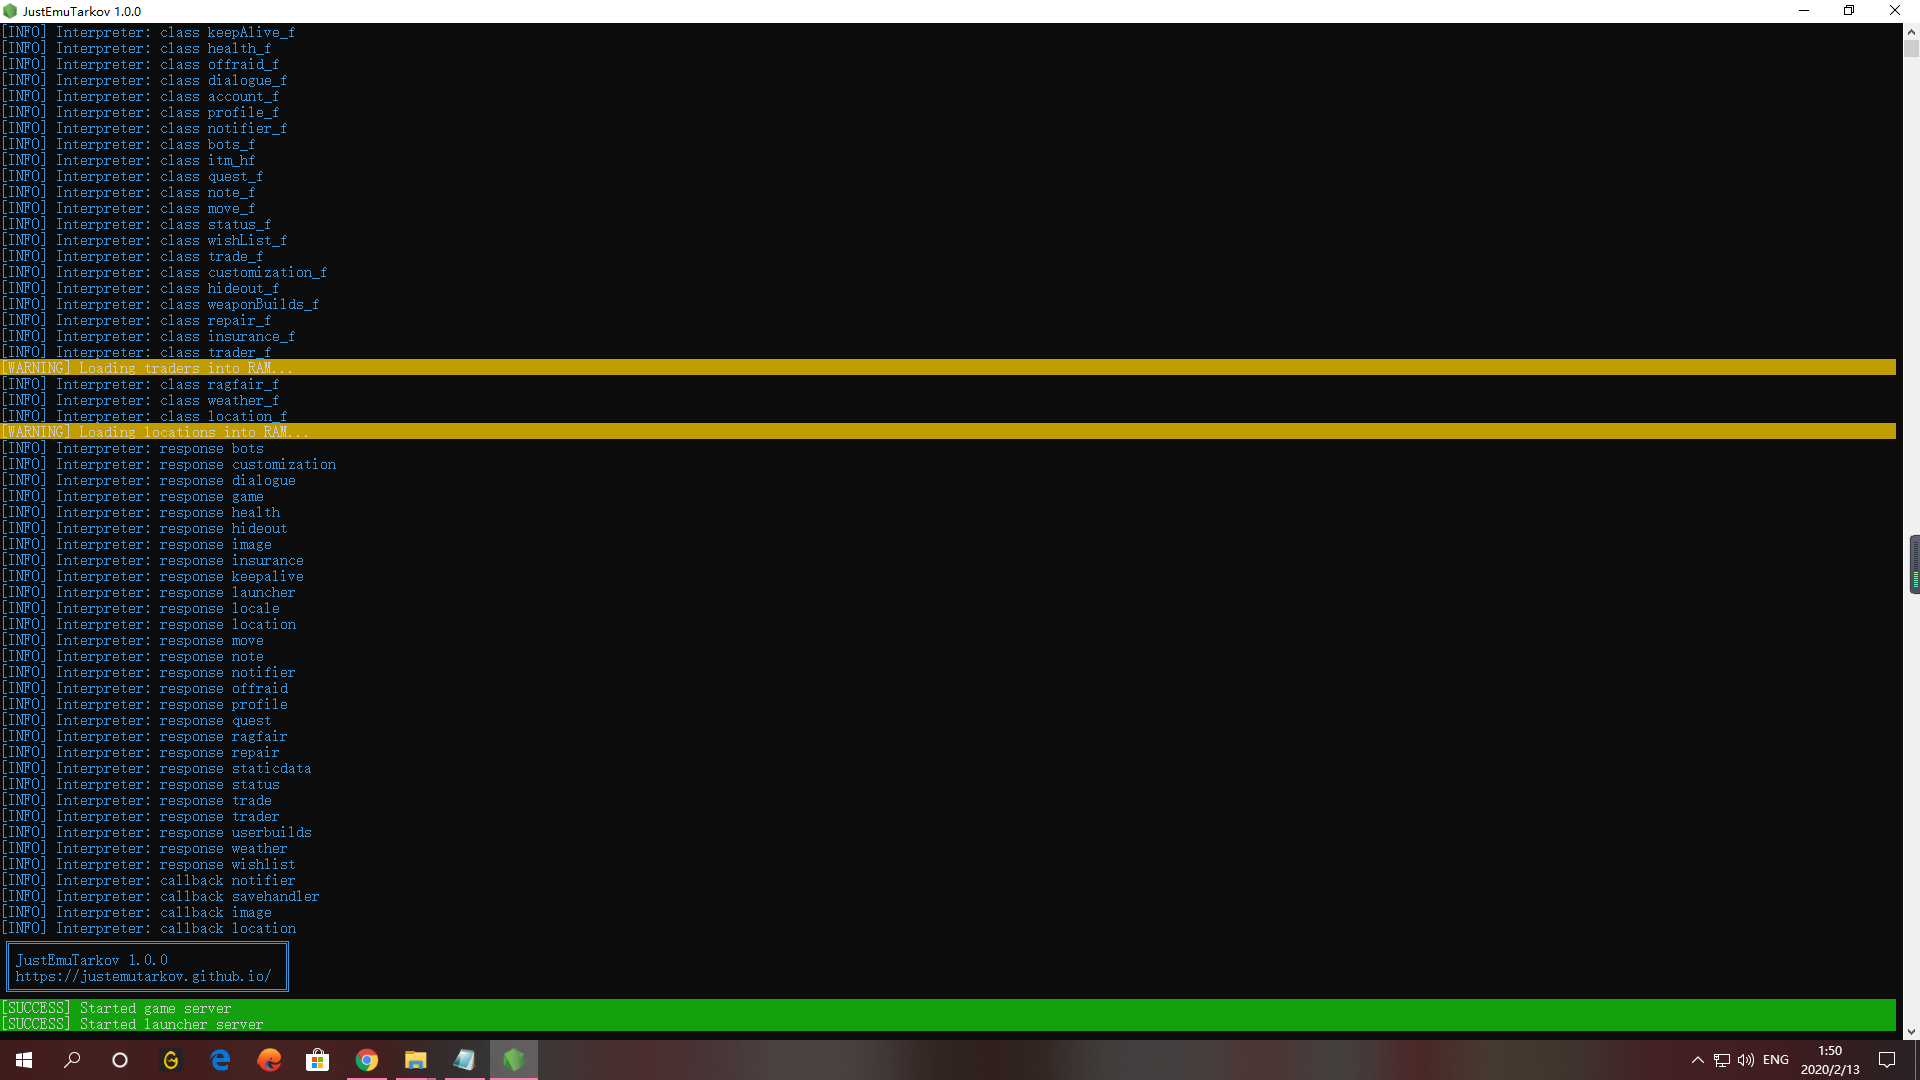 JustEmuTarkov 1.0.0
[INFO] Interpreter: class keepAlive_f
[INFO] Interpreter: class health_f
[INFO] Interpreter: class offraid_f
[INFO] Interpreter: class dialogue_f
[INFO] Interpreter: class account_f
[INFO] Interpreter: class profile_f
[INFO] Interpreter: class notifier_f
[INFO] Interpreter: class bots_f
[INFO] Interpreter: class itm_hf
[INFO] Interpreter: class quest_f
[INFO] Interpreter: class note_f
[INFO] Interpreter: class move_f
[INFO] Interpreter: class status_f
[INFO] Interpreter: class wishList_f
[INFO] Interpreter: class trade_f
[INFO] Interpreter: class customization_f
[INFO] Interpreter: class hideout_f
[INFO] Interpreter: class weaponBuilds_f
[INFO] Interpreter: class repair_f
[INFO] Interpreter: class insurance_f
[INFO] Interpreter: class trader_f
[WARNING] Loading traders into RAM...
[INFO] Interpreter: class ragfair_f
[INFO] Interpreter: class weather_f
[INFO] Interpreter: class location_f
[WARNING] Loading locations into RAM...
[INFO] Interpreter: response bots
[INFO] Interpreter: response customization
[INFO] Interpreter: response dialogue
[INFO] Interpreter: response game
[INFO] Interpreter: response health
[INFO] Interpreter: response hideout
[INFO] Interpreter: response image
[INFO] Interpreter: response insurance
[INFO] Interpreter: response keepalive
[INFO] Interpreter: response launcher
[INFO] Interpreter: response locale
[INFO] Interpreter: response location
[INFO] Interpreter: response move
[INFO] Interpreter: response note
[INFO] Interpreter: response notifier
[INFO] Interpreter: response offraid
[INFO] Interpreter: response profile
[INFO] Interpreter: response quest
[INFO] Interpreter: response ragfair
[INFO] Interpreter: response repair
[INFO] Interpreter: response staticdata
[INFO] Interpreter: response status
[INFO] Interpreter: response trade
[INFO] Interpreter: response trader
[INFO] Interpreter: response userbuilds
[INFO] Interpreter: response weather
[INFO] Interpreter: response wishlist
[INFO] Interpreter: callback notifier
[INFO] Interpreter: callback savehandler
[INFO] Interpreter: callback image
[INFO] Interpreter: callback location
JustEmuTarkov 1.0.0
https://justemutarkov.github.io/
[SUCCESS] Started game server
[SUCCESS] Started launcher server
ENG
1:50
2020/2/13